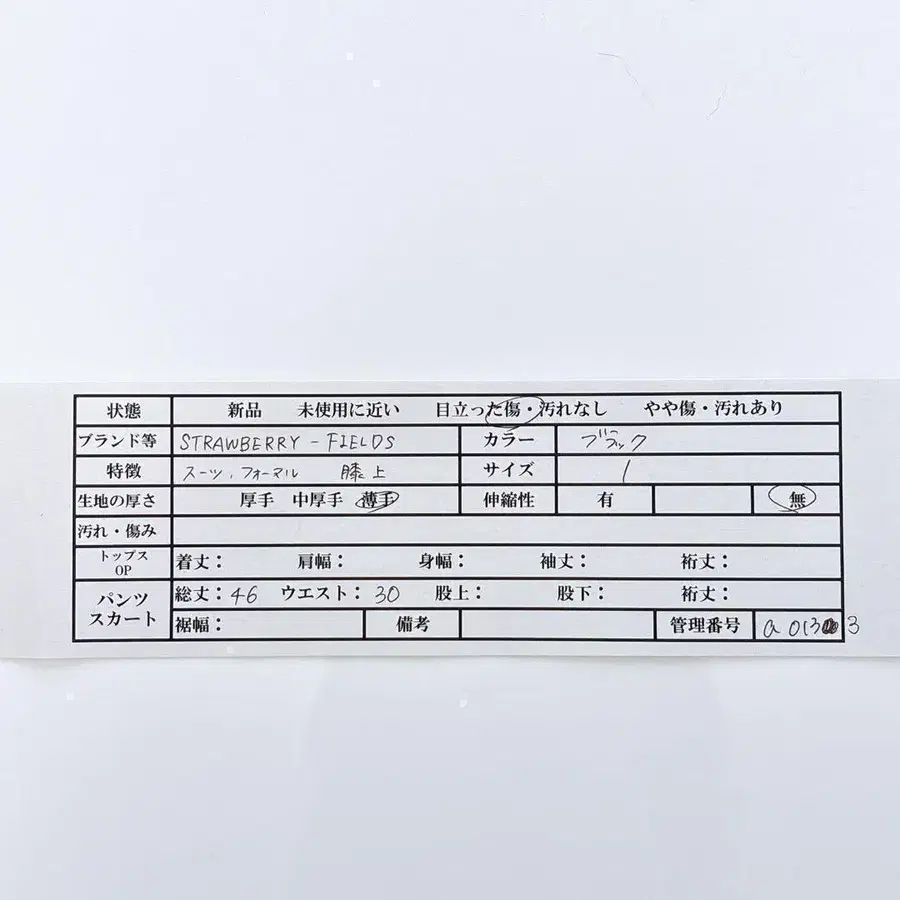 状態 新品 未使用に近い 目立った傷・汚れなし やや傷・汚れあり
ブランド等 STRAWBERRY-FIELDS カラー ブラック
特徴 スーツ、フォーマル 膝上 サイズ 1
生地の厚さ 厚手 中厚手 薄手 伸縮性 有 無
汚れ・傷み
トップス OP 着丈: 肩幅: 身幅: 袖丈: 裄丈:
パンツ スカート 総丈:46 ウエスト:30 股上: 股下: 裄丈:
裾幅: 備考 管理番号